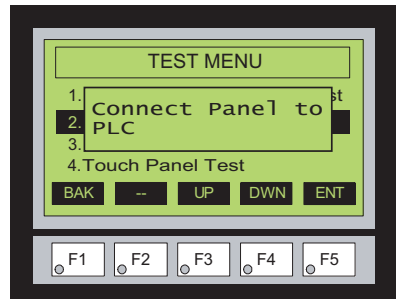 TEST MENU
1. st
Connect Panel to
2.
PLC
3.
4.Touch Panel Test
BAK -- UP DWN ENT
F1 F2 F3 F4 F5